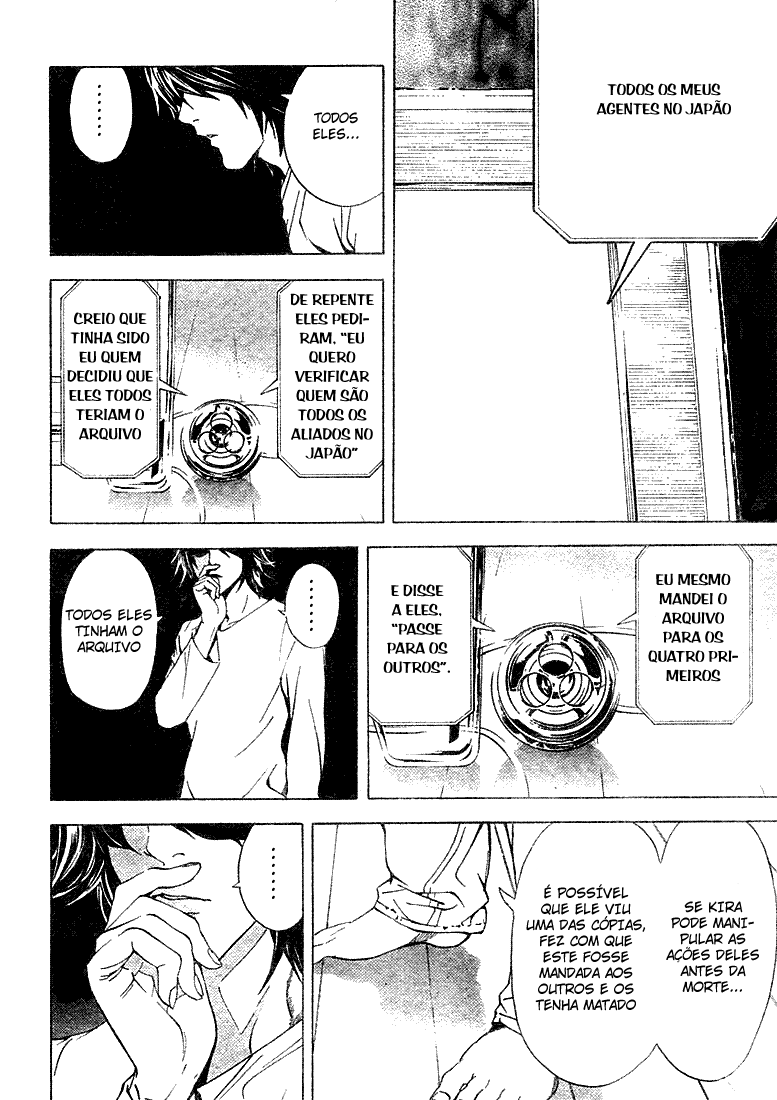 TODOS OS MEUS
AGENTES NO JAPÃO
TODOS
ELES...
......
DE REPENTE
ELES PEDI-
RAM, "EU
QUERO
VERIFICAR
QUEM SÃO
TODOS OS
ALIADOS NO
JAPÃO"
CREIO QUE
TINHA SIDO
EU QUEM
DECIDIU QUE
ELES TODOS
TERIAM O
ARQUIVO
EU MESMO
MANDEI O
ARQUIVO
PARA OS
QUATRO PRI-
MEIROS
E DISSE
A ELES,
"PASSE
PARA OS
OUTROS".
......
TODOS ELES
TINHAM O
ARQUIVO
SE KIRA
PODE MANI-
PULAR AS
AÇÕES DELES
ANTES DA
MORTE...
É POSSÍVEL
QUE ELE VIU
UMA DAS CÓPIAS,
FEZ COM QUE
ESTE FOSSE
MANDADA AOS
OUTROS E OS
TENHA MATADO
......